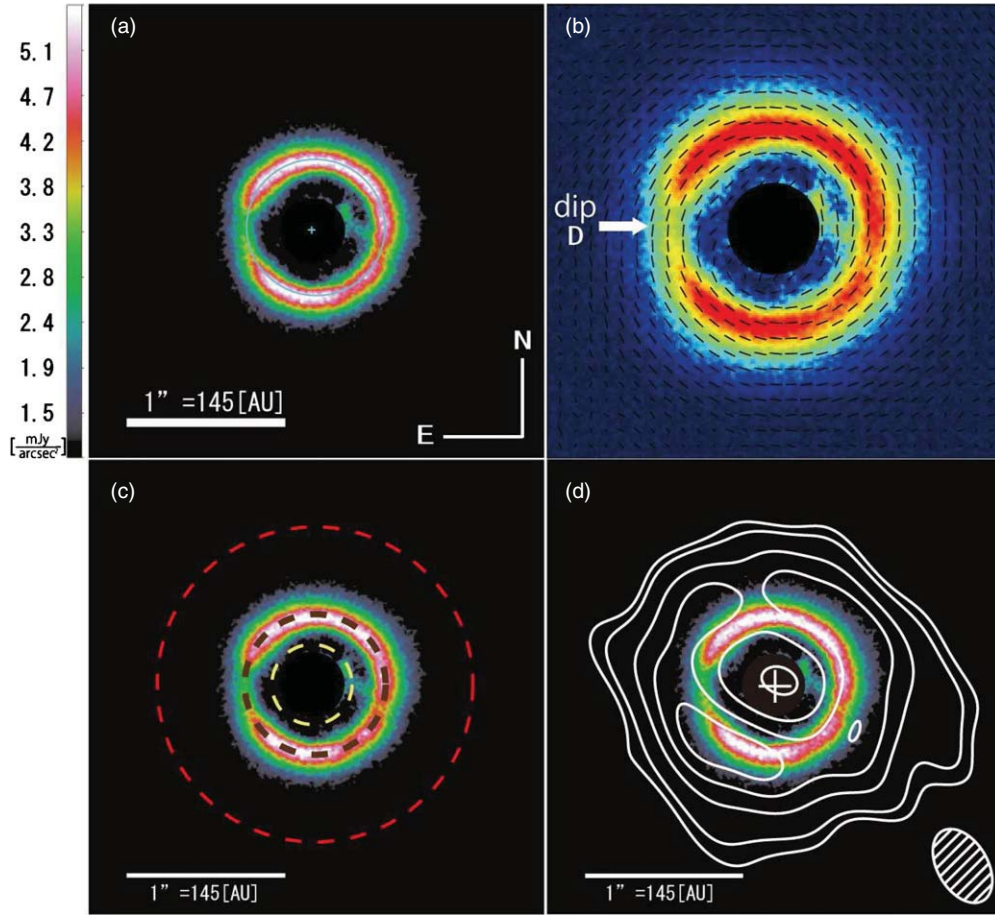 (a)
(b)
5.1
4.7
4.2
3.8
3.3
2.8
2.4
1.9
1.5
[mJy/arcsec²]
dip
D
N
E
1” =145[AU]
(c)
(d)
1” =145[AU]
1” =145[AU]